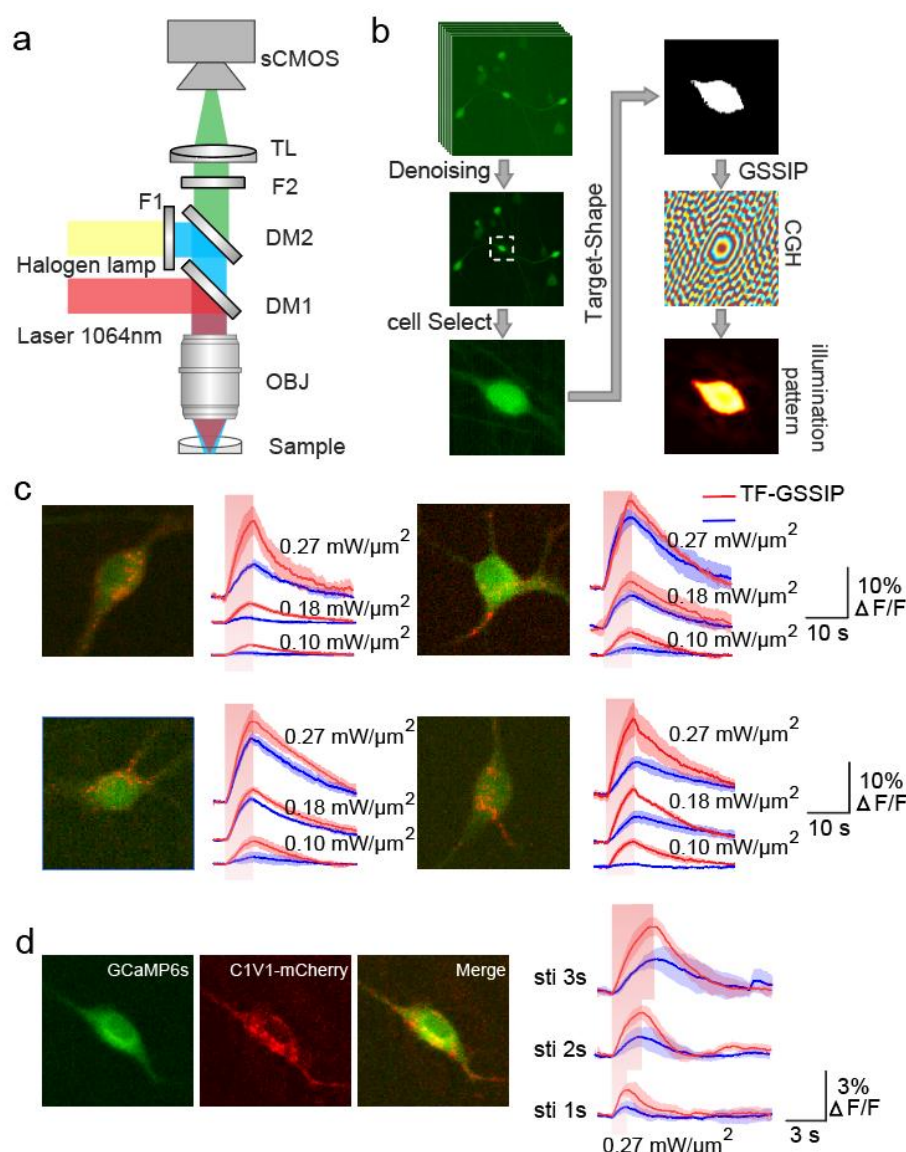 a
sCMOS
TL
F2
F1
DM2
Halogen lamp
DM1
Laser 1064nm
OBJ
Sample
b
Denoising
cell Select
Target-Shape
GSSIP
CGH
illumination
pattern
c
0.27 mW/µm²
0.18 mW/µm²
0.10 mW/µm²
TF-GSSIP
0.27 mW/µm²
0.18 mW/µm²
0.10 mW/µm²
10%
Δ F/F
10 s
0.27 mW/µm²
0.18 mW/µm²
0.10 mW/µm²
0.27 mW/µm²
0.18 mW/µm²
0.10 mW/µm²
10%
Δ F/F
10 s
d
GCaMP6s
C1V1-mCherry
Merge
sti 3s
sti 2s
sti 1s
0.27 mW/µm²
3%
Δ F/F
3 s